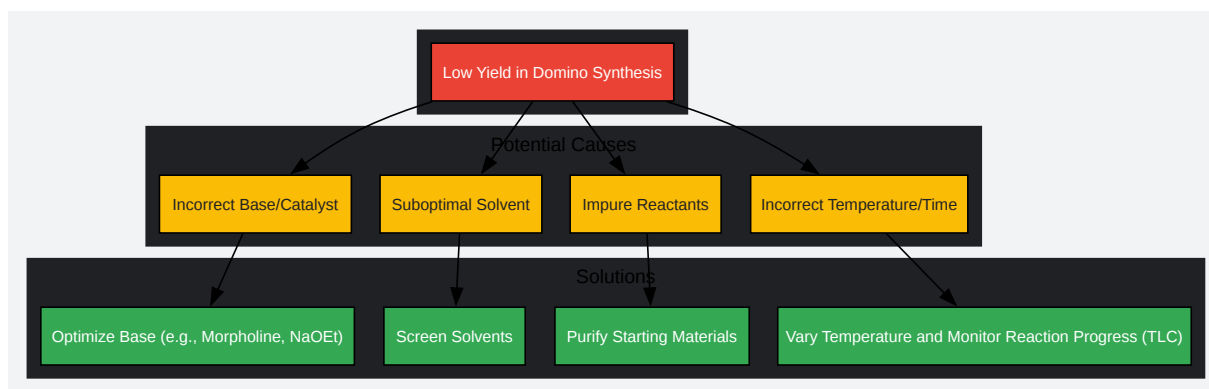 Low Yield in Domino Synthesis
Potential Causes
Incorrect Base/Catalyst
Suboptimal Solvent
Impure Reactants
Incorrect Temperature/Time
Solutions
Optimize Base (e.g., Morpholine, NaOEt)
Screen Solvents
Purify Starting Materials
Vary Temperature and Monitor Reaction Progress (TLC)